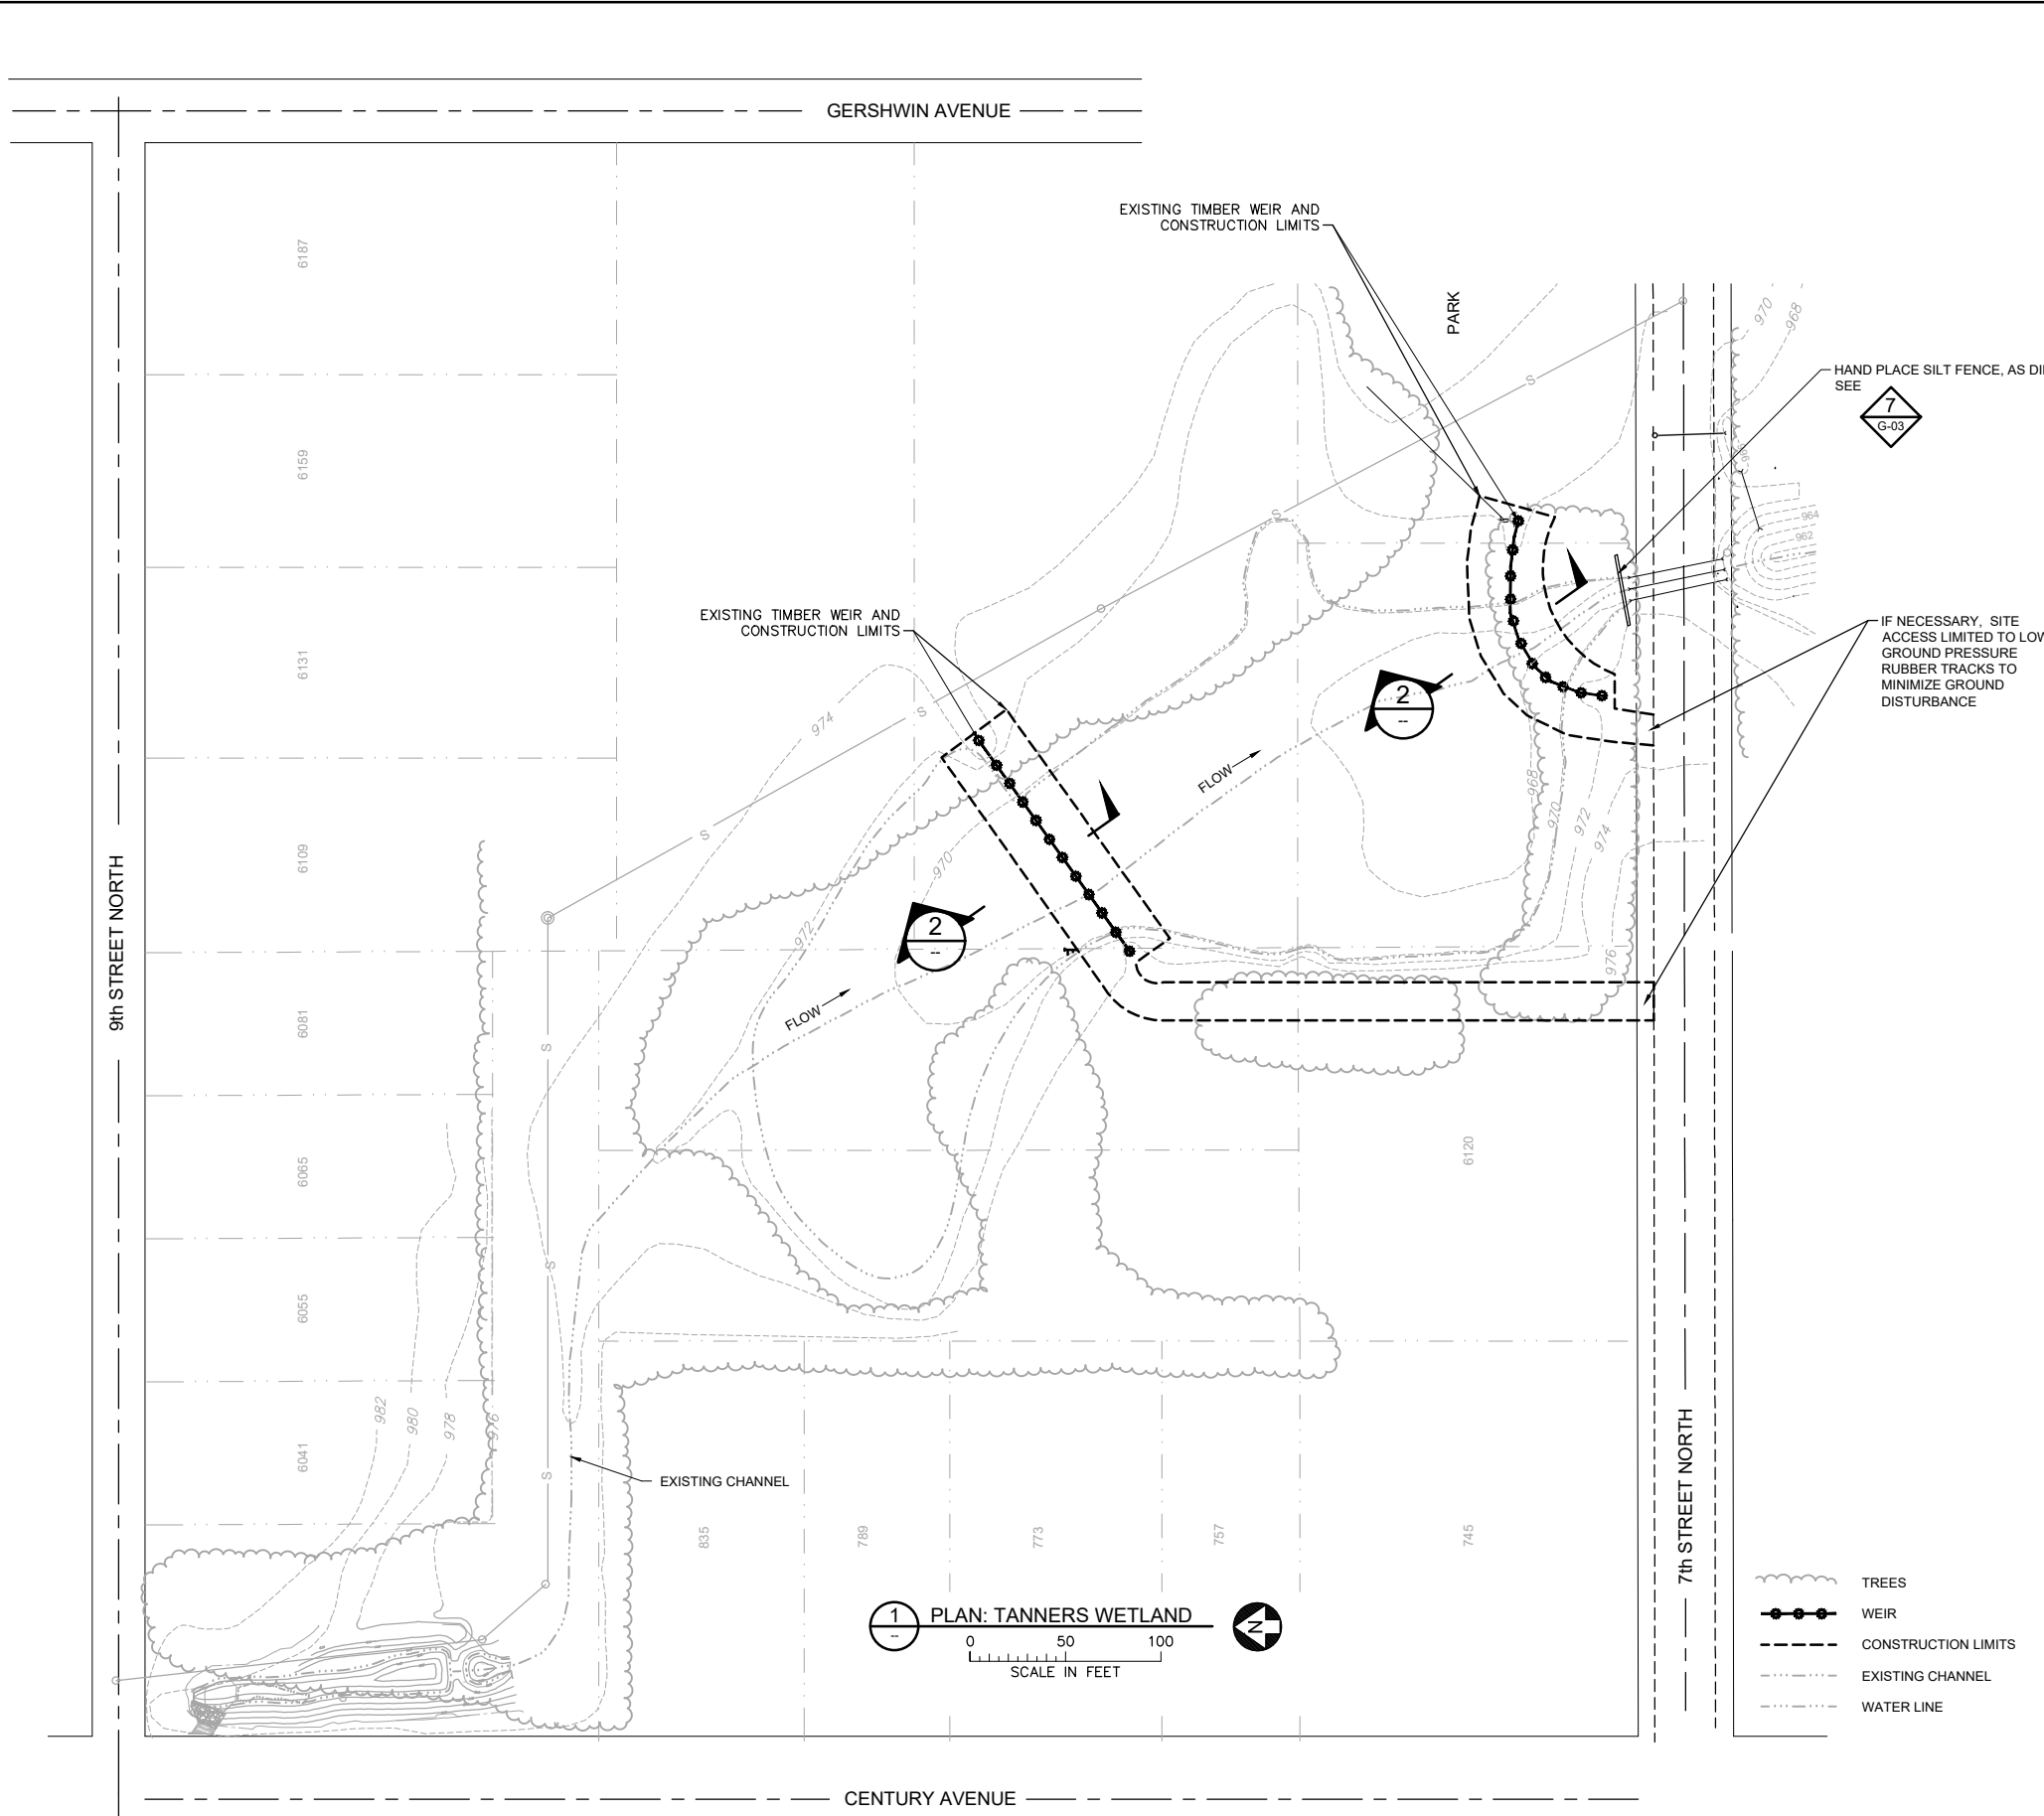 GERSHWIN AVENUE
EXISTING TIMBER WEIR AND
CONSTRUCTION LIMITS
PARK
970
968
HAND PLACE SILT FENCE, AS
SEE
7
G-03
966
964
962
6187
6159
6131
6109
6081
6065
6055
6041
9th STREET NORTH
EXISTING TIMBER WEIR AND
CONSTRUCTION LIMITS
IF NECESSARY, SITE
ACCESS LIMITED TO
GROUND PRESSURE
RUBBER TRACKS TO
MINIMIZE GROUND
DISTURBANCE
S
S
S
S
S
S
S
S
S
974
970
972
2
--
2
--
FLOW
FLOW
968
970
972
974
976
6120
982
980
978
976
EXISTING CHANNEL
835
789
773
757
745
7th STREET NORTH
1
--
PLAN: TANNERS WETLAND
N
0 50 100
SCALE IN FEET
TREES
WEIR
CONSTRUCTION LIMITS
EXISTING CHANNEL
WATER LINE
CENTURY AVENUE